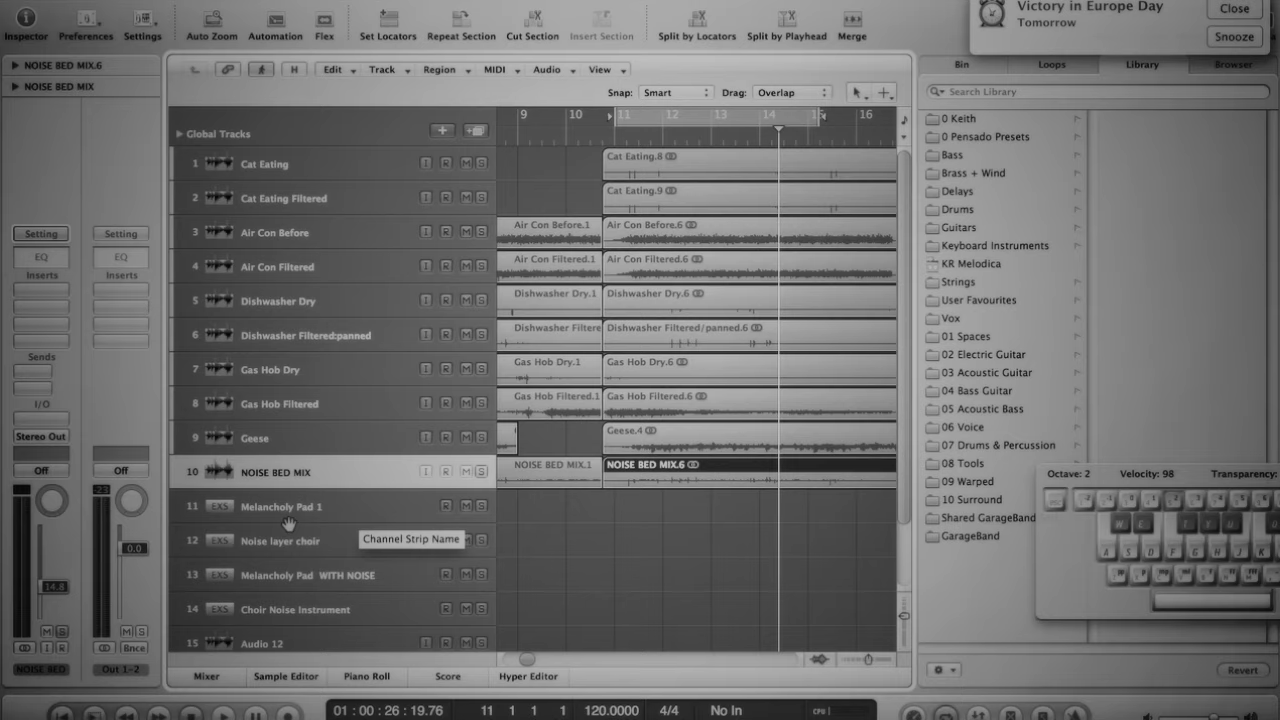 Inspector Preferences Settings Auto Zoom Automation Flex Set Locators Repeat Section Cut Section Insert Section Split by Locators Split by Playhead Merge
Victory in Europe Day
Tomorrow
Close
Snooze
NOISE BED MIX.6
NOISE BED MIX
H Edit Track Region MIDI Audio View
Snap: Smart Drag: Overlap
Bin Loops Library Browser
Search Library
Global Tracks
9 10 11 12 13 14 15 16
1 Cat Eating I R M S
Cat Eating.8
2 Cat Eating Filtered I R M S
Cat Eating.9
3 Air Con Before I R M S
Air Con Before.1 Air Con Before.6
4 Air Con Filtered I R M S
Air Con Filtered.1 Air Con Filtered.6
5 Dishwasher Dry I R M S
Dishwasher Dry.1 Dishwasher Dry.6
6 Dishwasher Filtered:panned I R M S
Dishwasher Filtere Dishwasher Filtered/panned.6
7 Gas Hob Dry I R M S
Gas Hob Dry.1 Gas Hob Dry.6
8 Gas Hob Filtered I R M S
Gas Hob Filtered.1 Gas Hob Filtered.6
9 Geese I R M S
Geese.4
10 NOISE BED MIX I R M S
NOISE BED MIX.1 NOISE BED MIX.6
11 EXS Melancholy Pad 1 R M S
12 EXS Noise layer choir M S
Channel Strip Name
13 EXS Melancholy Pad WITH NOISE R M S
14 EXS Choir Noise Instrument R M S
15 Audio 12 I R M S
Mixer Sample Editor Piano Roll Score Hyper Editor
Setting Setting
EQ EQ
Inserts Inserts
Sends
I/O
Stereo Out
Off Off
-23
0.0
14.8
M S M S
I R Bnce
NOISE BED Out 1-2
0 Keith
0 Pensado Presets
Bass
Brass + Wind
Delays
Drums
Guitars
Keyboard Instruments
KR Melodica
Strings
User Favourites
Vox
01 Spaces
02 Electric Guitar
03 Acoustic Guitar
04 Bass Guitar
05 Acoustic Bass
06 Voice
07 Drums & Percussion
08 Tools
09 Warped
10 Surround
Shared GarageBand
GarageBand
Octave: 2 Velocity: 98 Transparency:
W E T Y U
A S D F G H J K
Revert
01 : 00 : 26 : 19.76 11 1 1 1 120.0000 4/4 No In CPU